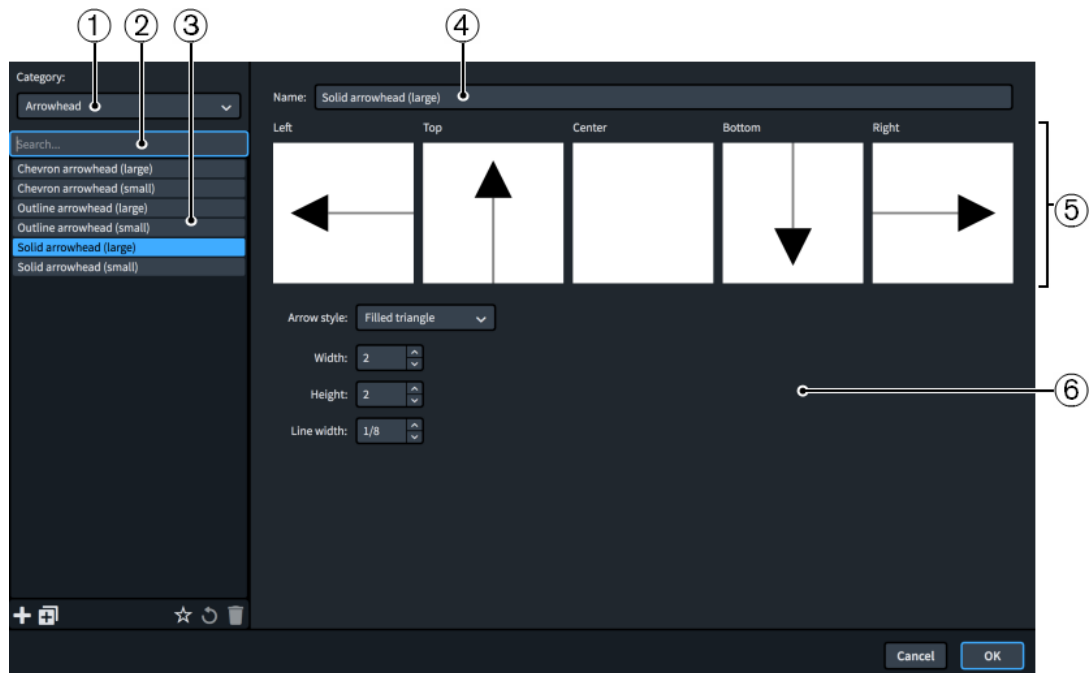 1 2 3 4
Category:
Arrowhead
Search...
Chevron arrowhead (large)
Chevron arrowhead (small)
Outline arrowhead (large)
Outline arrowhead (small)
Solid arrowhead (large)
Solid arrowhead (small)
Name: Solid arrowhead (large)
Left Top Center Bottom Right
5
Arrow style: Filled triangle
Width: 2
Height: 2
6
Line width: 1/8
Cancel OK